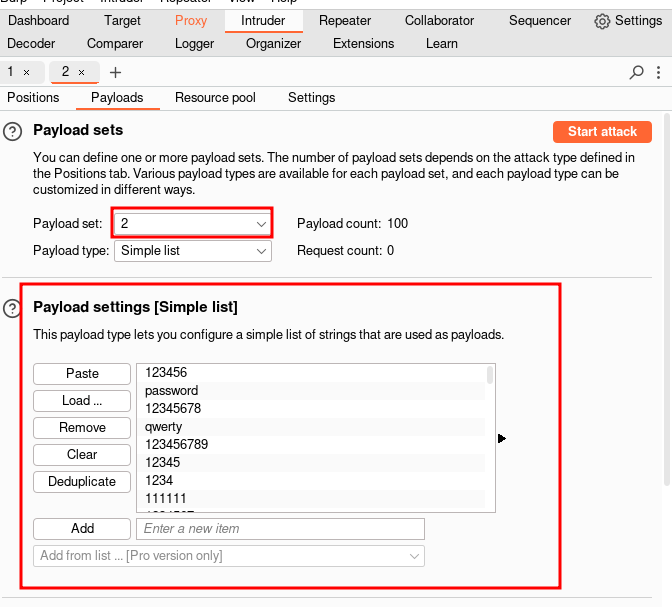 Dashboard Target Proxy Intruder Repeater Collaborator Sequencer Settings
Decoder Comparer Logger Organizer Extensions Learn
1 × 2 × +
Positions Payloads Resource pool Settings
? Payload sets Start attack
You can define one or more payload sets. The number of payload sets depends on the attack type defined in
the Positions tab. Various payload types are available for each payload set, and each payload type can be
customized in different ways.
Payload set: 2 Payload count: 100
Payload type: Simple list Request count: 0
? Payload settings [Simple list]
This payload type lets you configure a simple list of strings that are used as payloads.
Paste
Load ...
Remove
Clear
Deduplicate
123456
password
12345678
qwerty
123456789
12345
1234
111111
Add Enter a new item
Add from list ... [Pro version only]